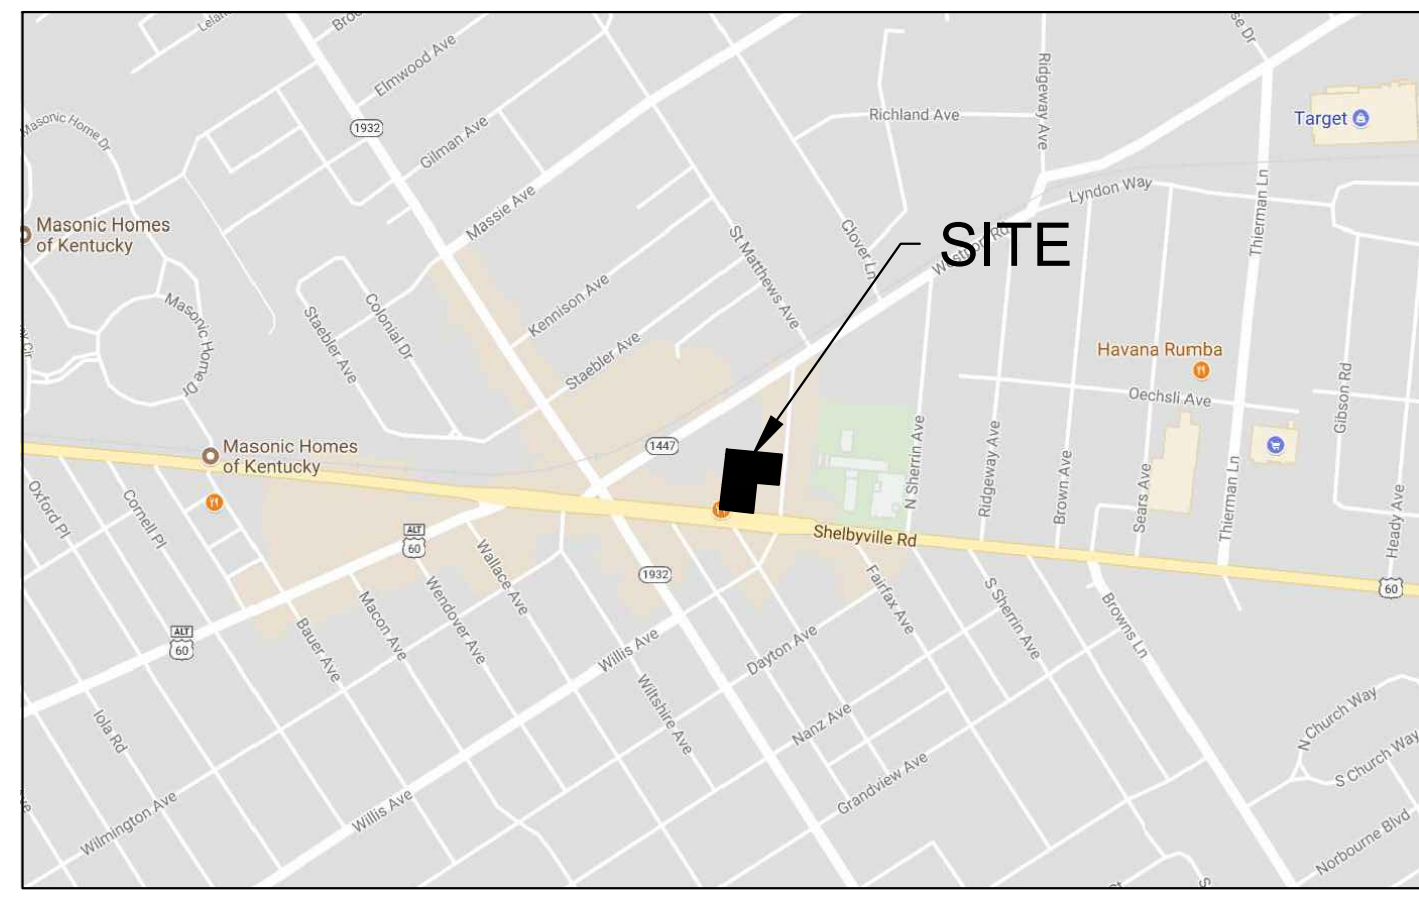 Elmwood Ave
1932
Gilman Ave
Richland Ave
Ridgeway Ave
Target
Masonic Home Dr
Massie Ave
Lyndon Way
Thierman Ln
Masonic Homes
of Kentucky
St Matthews Ave
Clover Ln
SITE
Kennison Ave
Masonic Home Dr
Staebler Ave
Colonial Dr
Staebler Ave
Havana Rumba
Oechsli Ave
Gibson Rd
Masonic Homes
of Kentucky
1447
N Sherrin Ave
Ridgeway Ave
Brown Ave
Sears Ave
Thierman Ln
Heady Ave
Oxford Pl
Cornell Pl
ALT
60
Shelbyville Rd
Wallace Ave
1932
60
Wendover Ave
Fairfax Ave
S Sherrin Ave
Browns Ln
ALT
60
Bauer Ave
Macon Ave
Willis Ave
Dayton Ave
Wiltshire Ave
Iola Rd
Nanz Ave
N Church Way
S Church Way
Grandview Ave
Wilmington Ave
Willis Ave
Norbourne Blvd